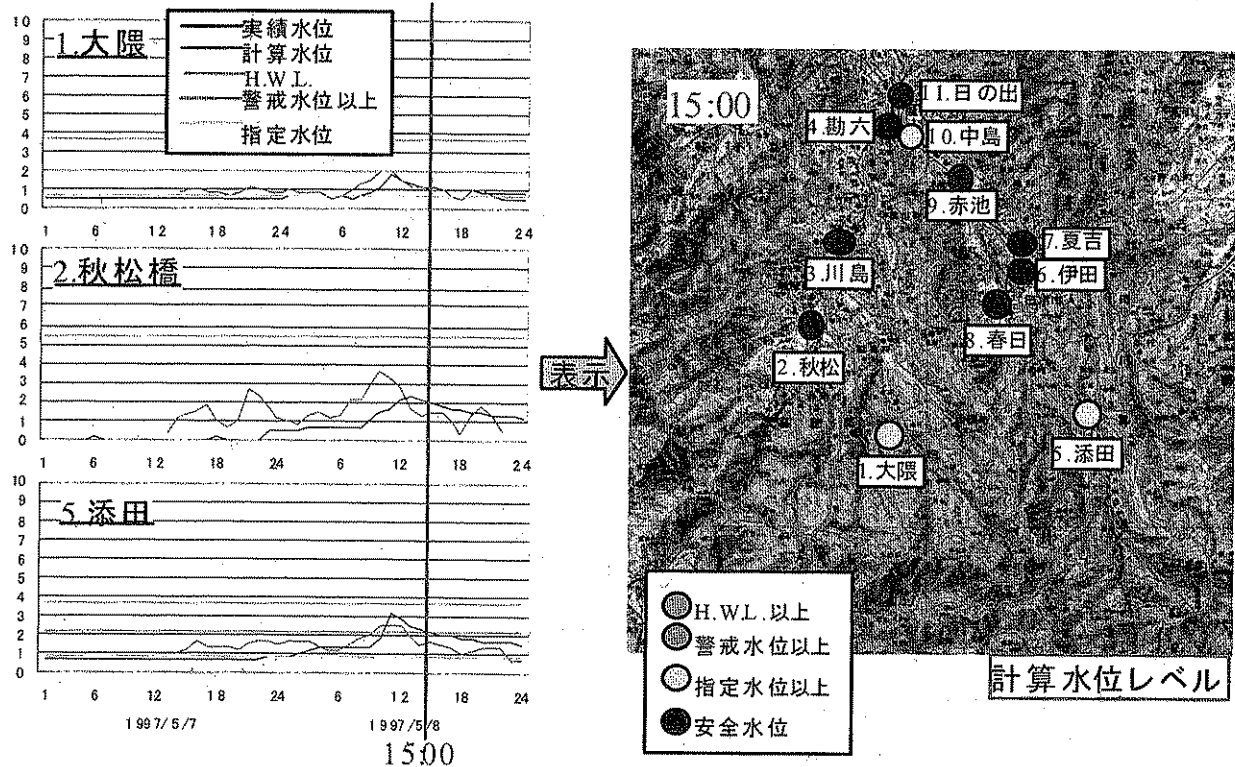 10
9
8
7
6
5
4
3
2
1
0
1.大隈
実績水位
計算水位
H.W.L.
警戒水位以上
指定水位
1 6 12 18 24 6 12 18 24
10
9
8
7
6
5
4
3
2
1
0
2.秋松橋
1 6 12 18 24 6 12 18 24
10
9
8
7
6
5
4
3
2
1
0
5.添田
1 6 12 18 24 6 12 18 24
1997/5/7 1997/5/8
15:00
表示
15:00
11.日の出
4.勘六
10.中島
9.赤池
7.夏吉
3.川島
6.伊田
8.春日
2.秋松
1.大隈
5.添田
H.W.L.以上
警戒水位以上
指定水位以上
安全水位
計算水位レベル